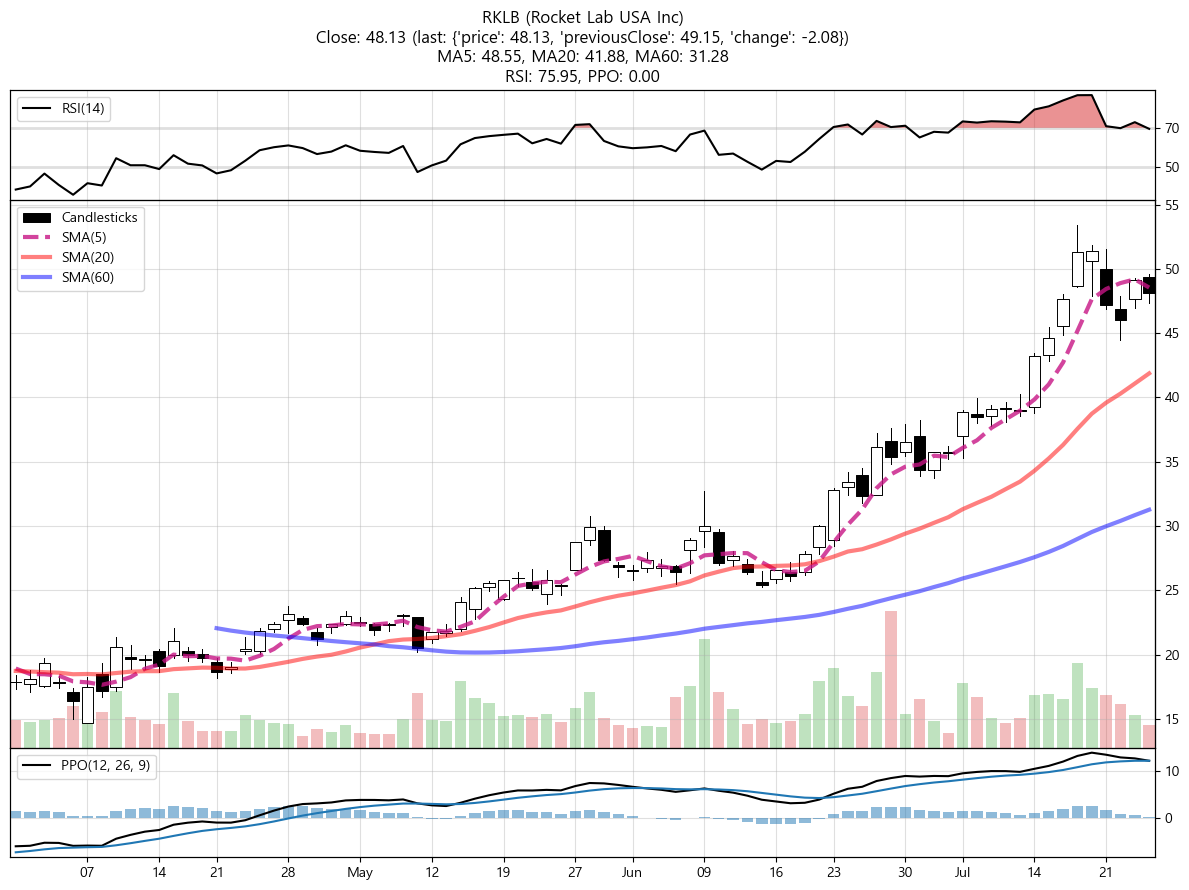 RKLB (Rocket Lab USA Inc)
Close: 48.13 (last: {'price': 48.13, 'previousClose': 49.15, 'change': -2.08})
MA5: 48.55, MA20: 41.88, MA60: 31.28
RSI: 75.95, PPO: 0.00
RSI(14)
70
50
Candlesticks
SMA(5)
SMA(20)
SMA(60)
55
50
45
40
35
30
25
20
15
PPO(12, 26, 9)
10
0
07 14 21 28 May 12 19 27 Jun 09 16 23 30 Jul 14 21